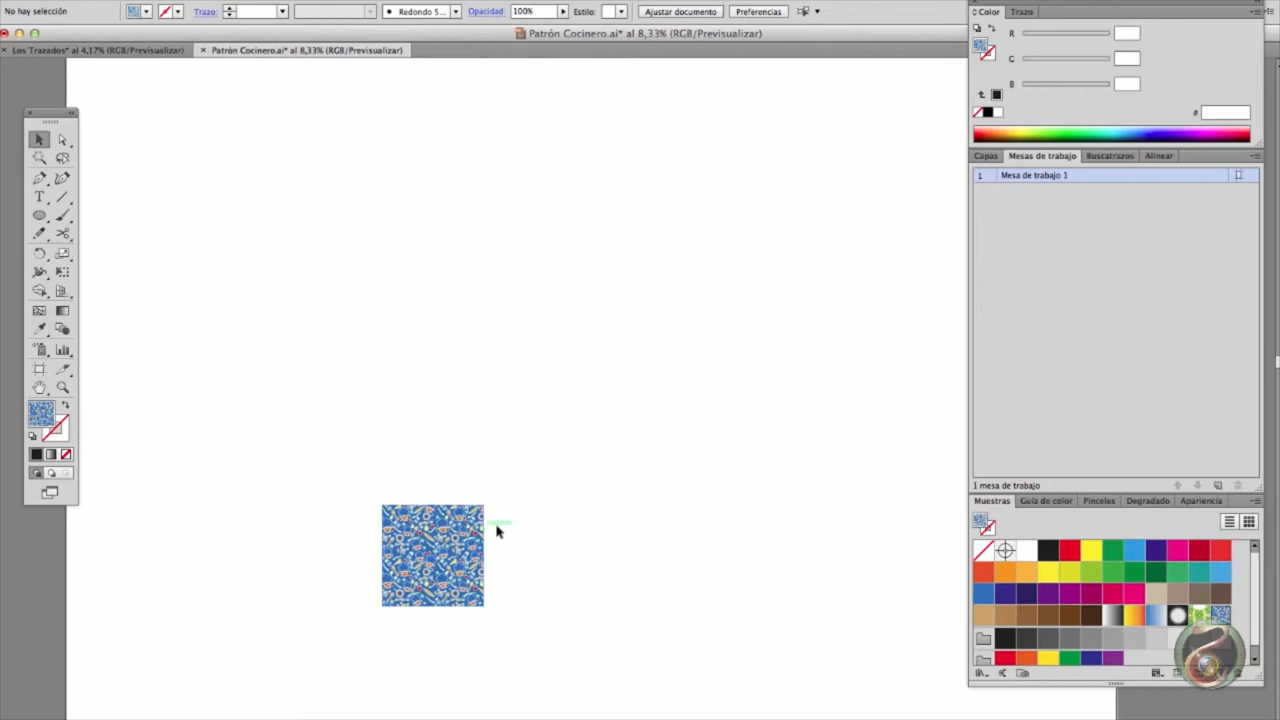 No hay selección
Trazo:
Redondo 5...
Opacidad:
100%
Estilo:
Ajustar documento
Preferencias
Patrón Cocinero.ai* al 8,33% (RGB/Previsualizar)
Los Trazados* al 4,17% (RGB/Previsualizar)
Patrón Cocinero.ai* al 8,33% (RGB/Previsualizar)
Color
Trazo
R
G
B
#
Capas
Mesas de trabajo
Buscatrazos
Alinear
1
Mesa de trabajo 1
1 mesa de trabajo
Muestras
Guía de color
Pinceles
Degradado
Apariencia